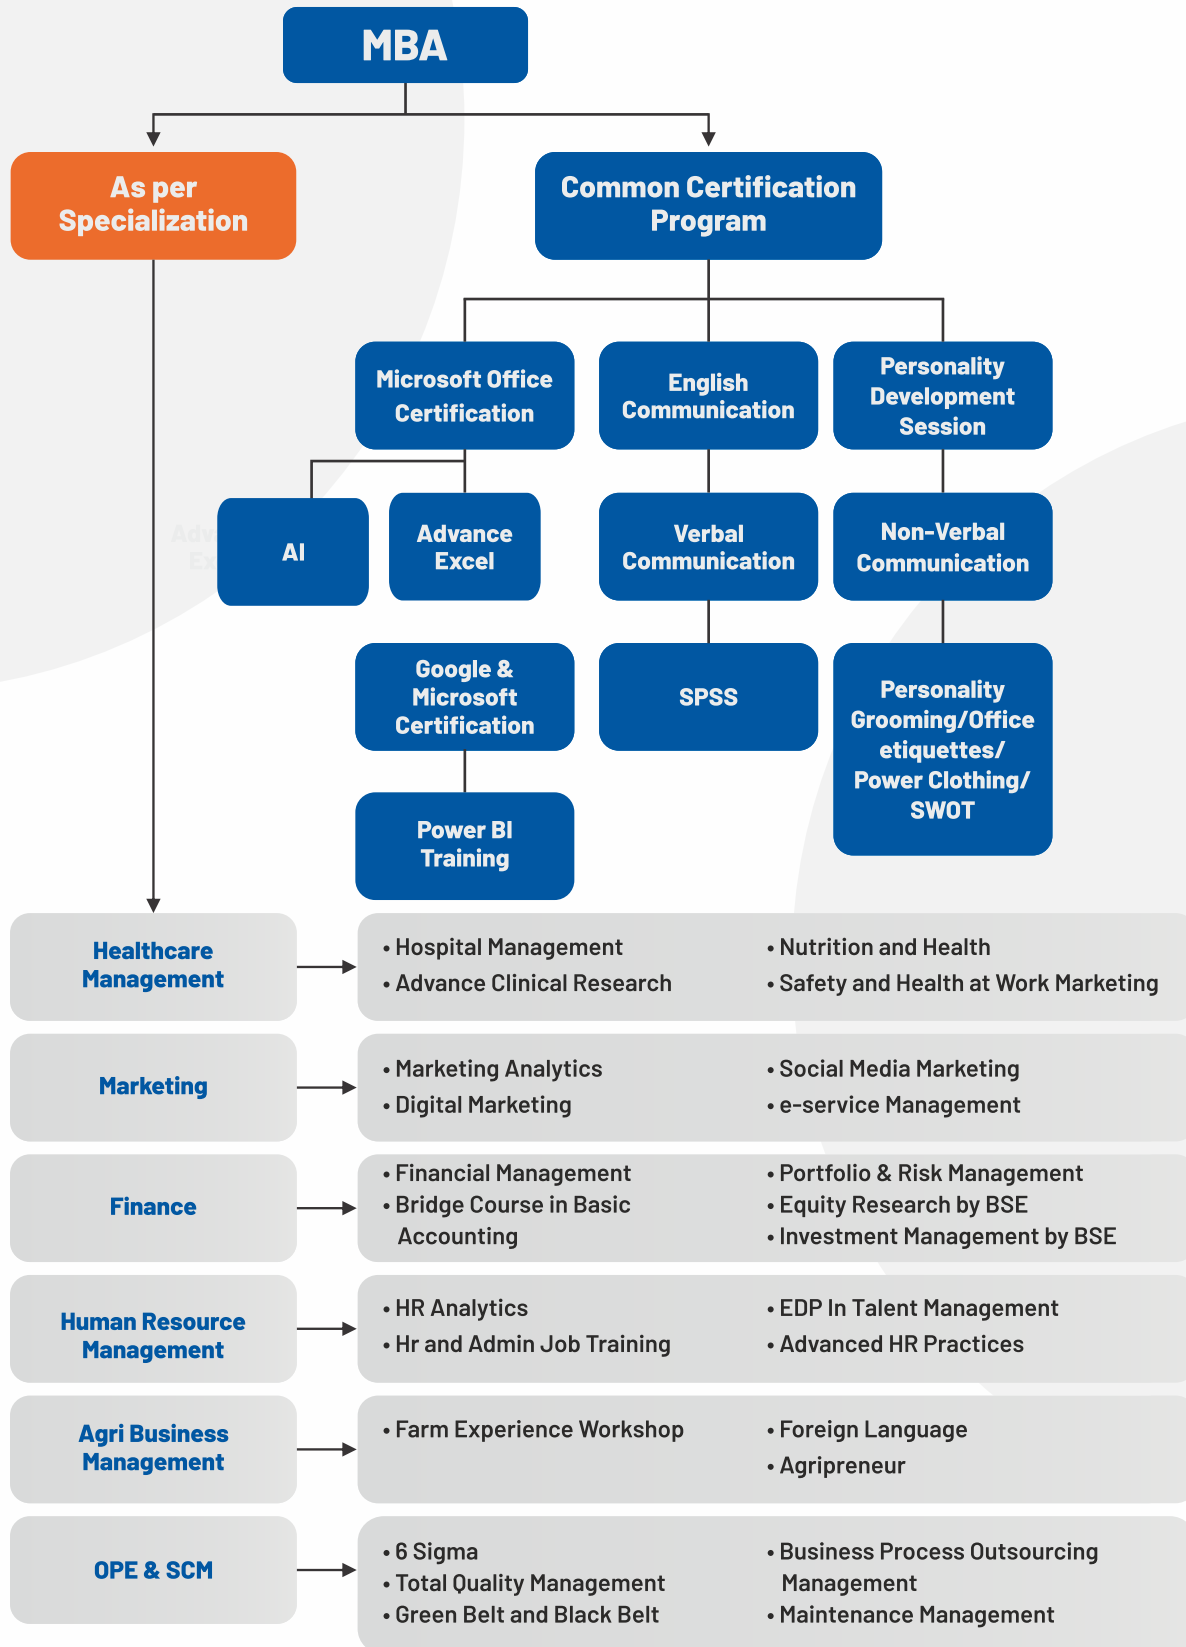 MBA
As per
Specialization
Common Certification
Program
Microsoft Office
Certification
English
Communication
Personality
Development
Session
AI
Advance
Excel
Verbal
Communication
Non-Verbal
Communication
Google &
Microsoft
Certification
SPSS
Personality
Grooming/Office
etiquettes/
Power Clothing/
SWOT
Power BI
Training
Healthcare
Management
• Hospital Management
• Advance Clinical Research
• Nutrition and Health
• Safety and Health at Work Marketing
Marketing
• Marketing Analytics
• Digital Marketing
• Social Media Marketing
• e-service Management
Finance
• Financial Management
• Bridge Course in Basic
Accounting
• Portfolio & Risk Management
• Equity Research by BSE
• Investment Management by BSE
Human Resource
Management
• HR Analytics
• Hr and Admin Job Training
• EDP In Talent Management
• Advanced HR Practices
Agri Business
Management
• Farm Experience Workshop
• Foreign Language
• Agripreneur
OPE & SCM
• 6 Sigma
• Total Quality Management
• Green Belt and Black Belt
• Business Process Outsourcing
Management
• Maintenance Management